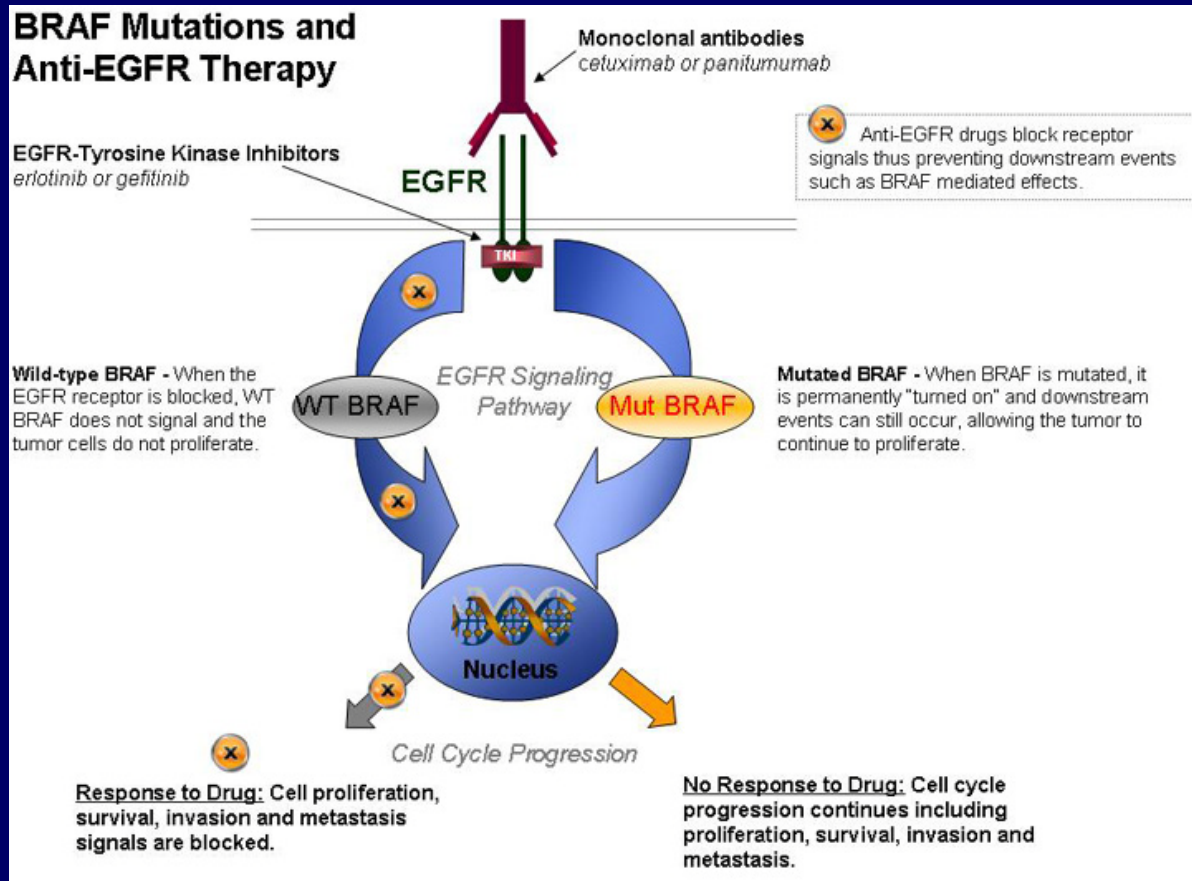 BRAF Mutations and
Anti-EGFR Therapy
Monoclonal antibodies
cetuximab or panitumumab
X Anti-EGFR drugs block receptor
signals thus preventing downstream events
such as BRAF mediated effects.
EGFR-Tyrosine Kinase Inhibitors
erlotinib or gefitinib
EGFR
TKI
X
Wild-type BRAF - When the
EGFR receptor is blocked, WT
BRAF does not signal and the
tumor cells do not proliferate.
WT BRAF
EGFR Signaling
Pathway
Mut BRAF
Mutated BRAF - When BRAF is mutated, it
is permanently "turned on" and downstream
events can still occur, allowing the tumor to
continue to proliferate.
X
Nucleus
X
Cell Cycle Progression
X
Response to Drug: Cell proliferation,
survival, invasion and metastasis
signals are blocked.
No Response to Drug: Cell cycle
progression continues including
proliferation, survival, invasion and
metastasis.